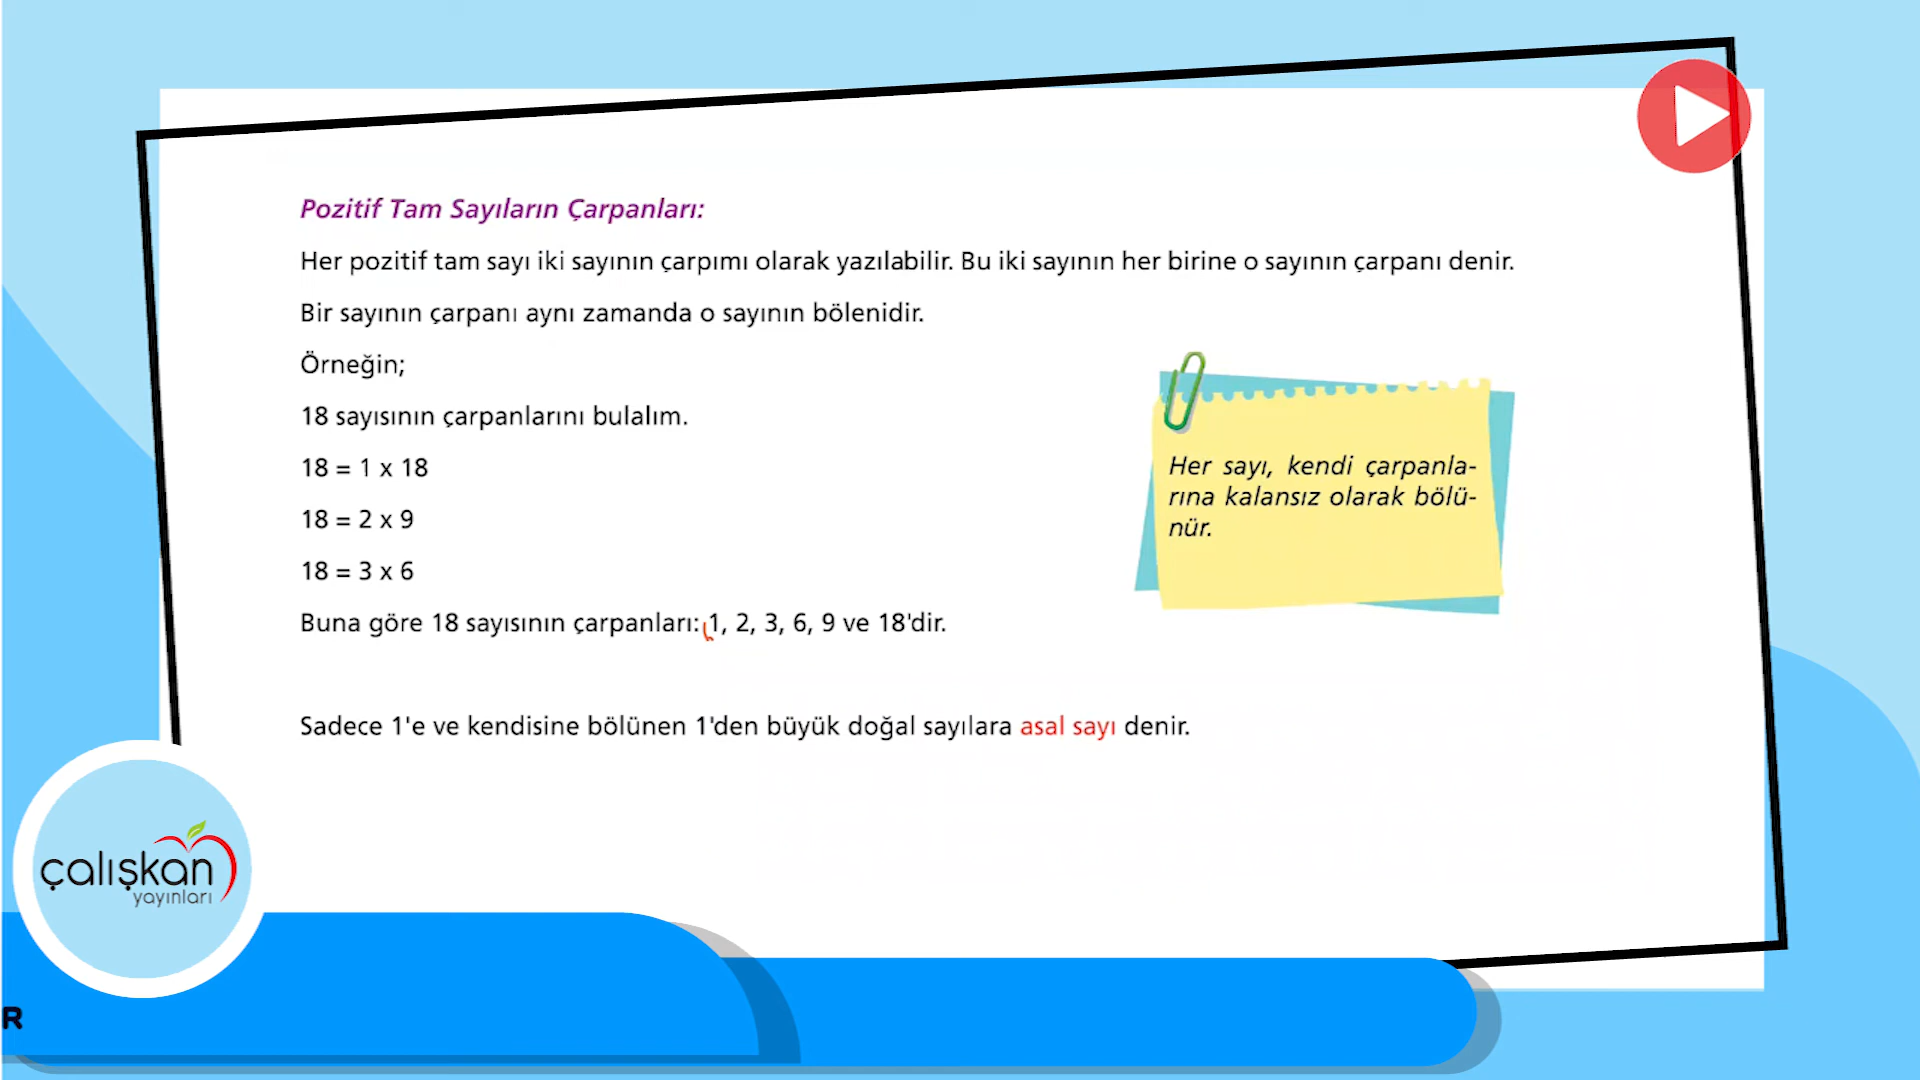 Pozitif Tam Sayıların Çarpanları:
Her pozitif tam sayı iki sayının çarpımı olarak yazılabilir. Bu iki sayının her birine o sayının çarpanı denir.
Bir sayının çarpanı aynı zamanda o sayının bölenidir.
Örneğin;
18 sayısının çarpanlarını bulalım.
18 = 1 x 18
18 = 2 x 9
18 = 3 x 6
Buna göre 18 sayısının çarpanları: 1, 2, 3, 6, 9 ve 18'dir.
Her sayı, kendi çarpanla-
rına kalansız olarak bölü-
nür.
Sadece 1'e ve kendisine bölünen 1'den büyük doğal sayılara asal sayı denir.
çalışkan
yayınları
R